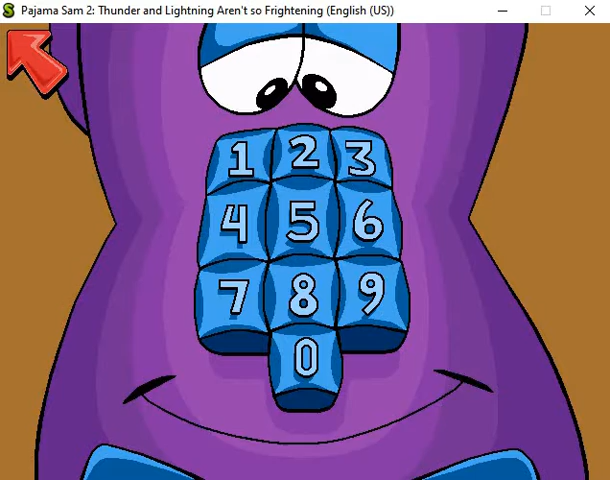 Pajama Sam 2: Thunder and Lightning Aren't so Frightening (English (US))
1 2 3
4 5 6
7 8 9
0